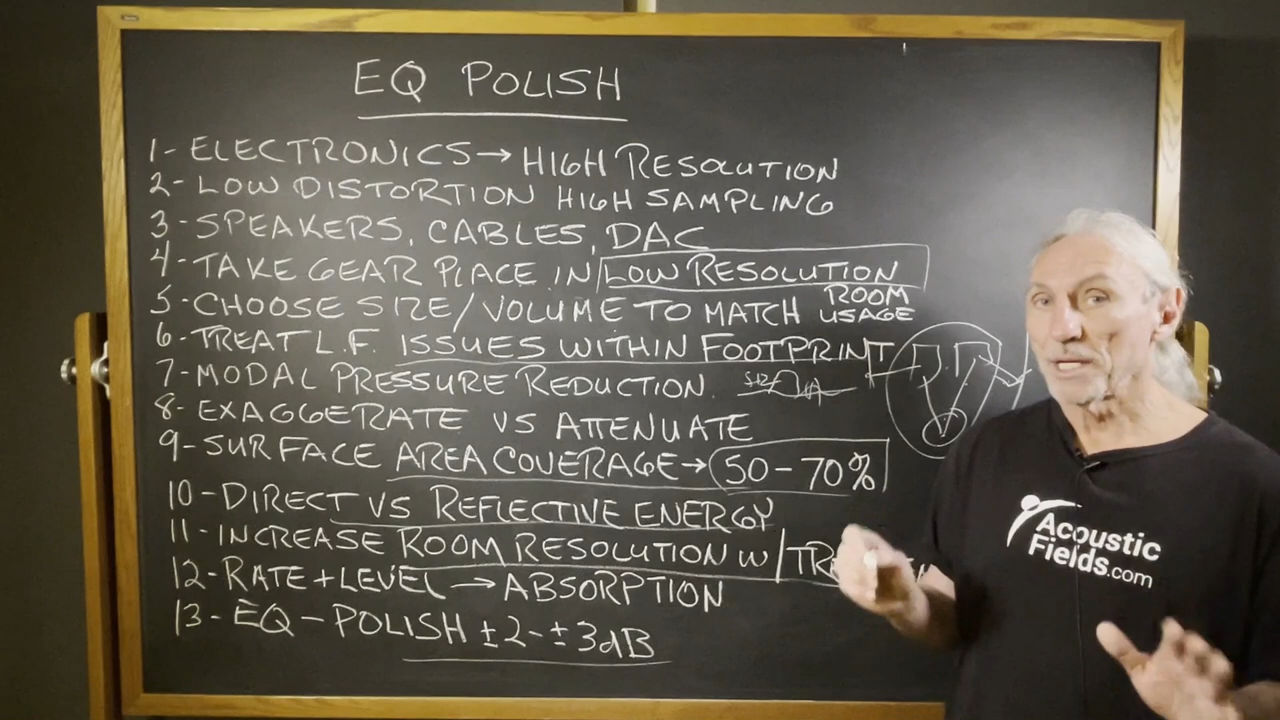 EQ POLISH
1- ELECTRONICS→HIGH RESOLUTION
2- LOW DISTORTION HIGH SAMPLING
3- SPEAKERS, CABLES, DAC
4- TAKE GEAR PLACE IN LOW RESOLUTION
5- CHOOSE SIZE/VOLUME TO MATCH ROOM USAGE
6- TREAT L.F. ISSUES WITHIN FOOTPRINT
7- MODAL PRESSURE REDUCTION.
8- EXAGGERATE VS ATTENUATE
9- SURFACE AREA COVERAGE→50-70%
10- DIRECT VS REFLECTIVE ENERGY
11- INCREASE ROOM RESOLUTION W/
12- RATE+LEVEL→ABSORPTION
13- EQ-POLISH ±2-±3dB
Acoustic
Fields.com